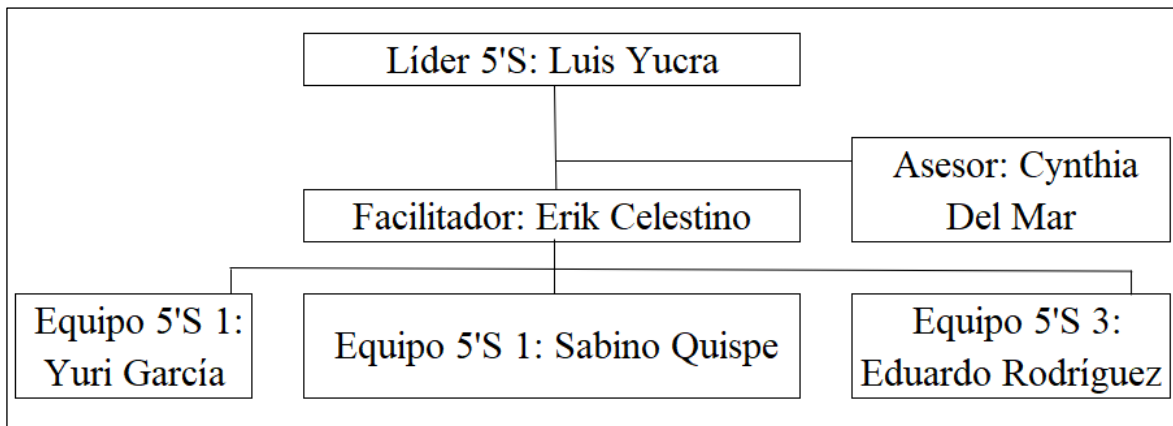 Líder 5'S: Luis Yucra
Asesor: Cynthia
Del Mar
Facilitador: Erik Celestino
Equipo 5'S 1:
Yuri García
Equipo 5'S 1: Sabino Quispe
Equipo 5'S 3:
Eduardo Rodríguez